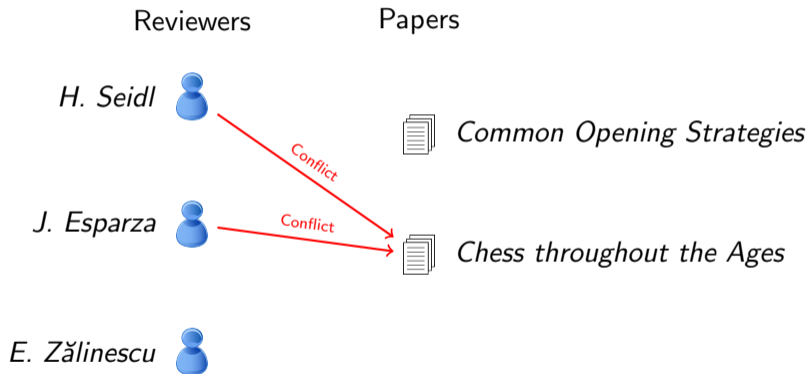 Reviewers Papers
H. Seidl
Common Opening Strategies
Conflict
J. Esparza
Conflict
Chess throughout the Ages
E. Zălinescu